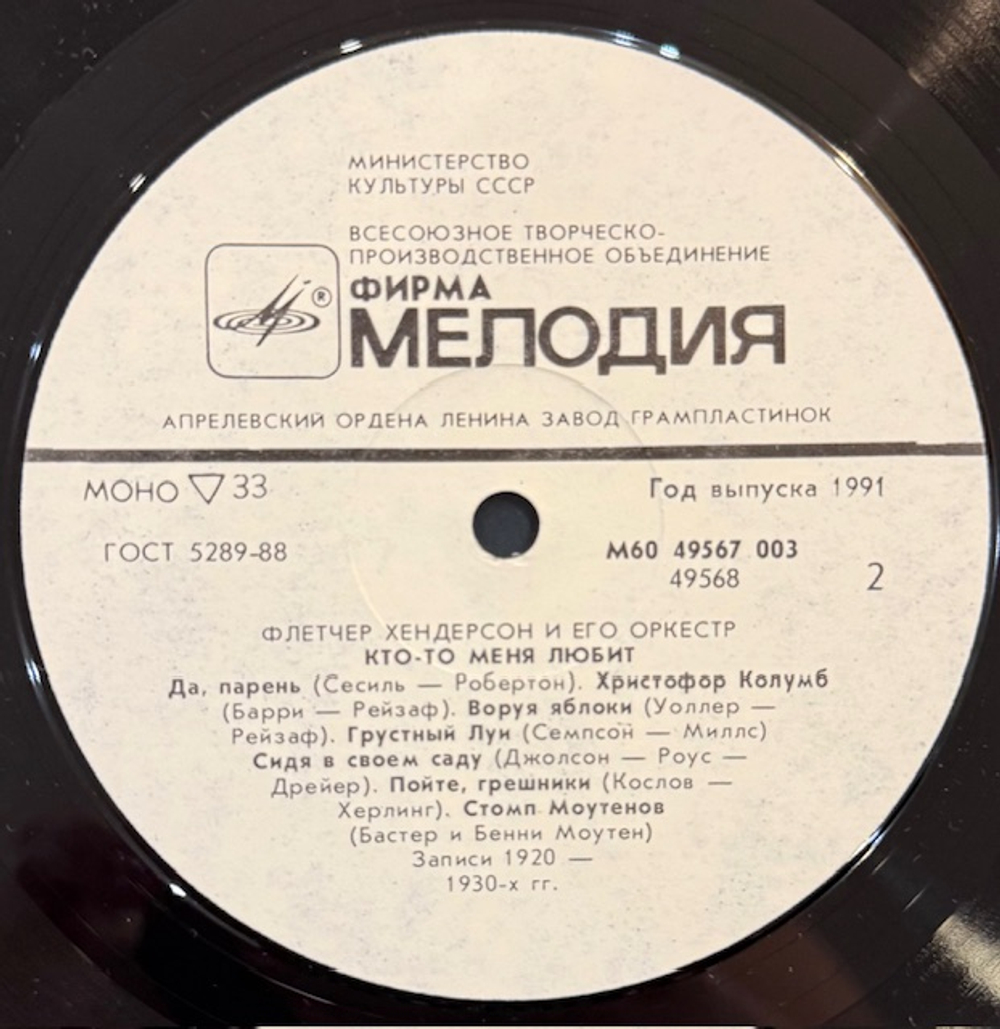 МИНИСТЕРСТВО
КУЛЬТУРЫ СССР
ВСЕСОЮЗНОЕ ТВОРЧЕСКО-
ПРОИЗВОДСТВЕННОЕ ОБЪЕДИНЕНИЕ
®
ФИРМА
МЕЛОДИЯ
АПРЕЛЕВСКИЙ ОРДЕНА ЛЕНИНА ЗАВОД ГРАМПЛАСТИНОК
МОНО ▽ 33
Год выпуска 1991
ГОСТ 5289-88
М60 49567 003
49568
2
ФЛЕТЧЕР ХЕНДЕРСОН И ЕГО ОРКЕСТР
КТО-ТО МЕНЯ ЛЮБИТ
Да, парень (Сесиль — Робертон). Христофор Колумб
(Барри — Рейзаф). Воруя яблоки (Уоллер —
Рейзаф). Грустный Луи (Семпсон — Миллс)
Сидя в своем саду (Джолсон — Роус —
Дрейер). Пойте, грешники (Кослов —
Херлинг). Стомп Моутенов
(Бастер и Бенни Моутен)
Записи 1920 —
1930-х гг.